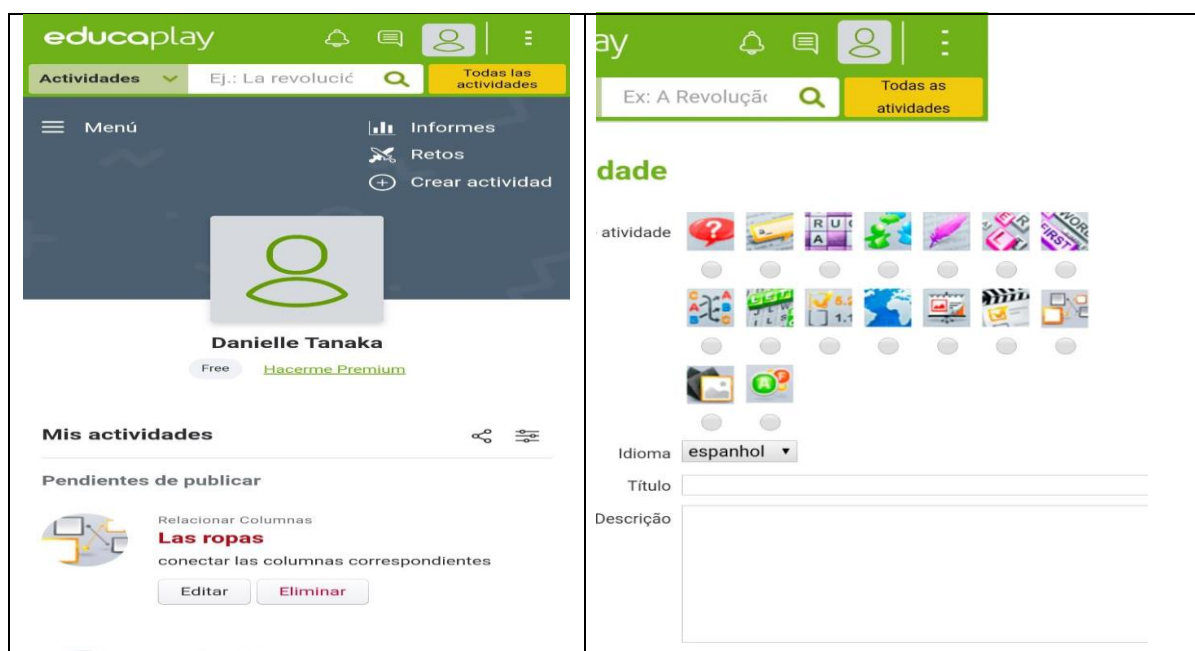 educaplay
Actividades
Ej.: La revolució
Todas las
actividades
Menú
Informes
Retos
Crear actividad
Danielle Tanaka
Free
Hacerme Premium
Mis actividades
Pendientes de publicar
Relacionar Columnas
Las ropas
conectar las columnas correspondientes
Editar
Eliminar
ay
Ex: A Revoluçã
Todas as
atividades
dade
atividade
Idioma
espanhol
Título
Descrição